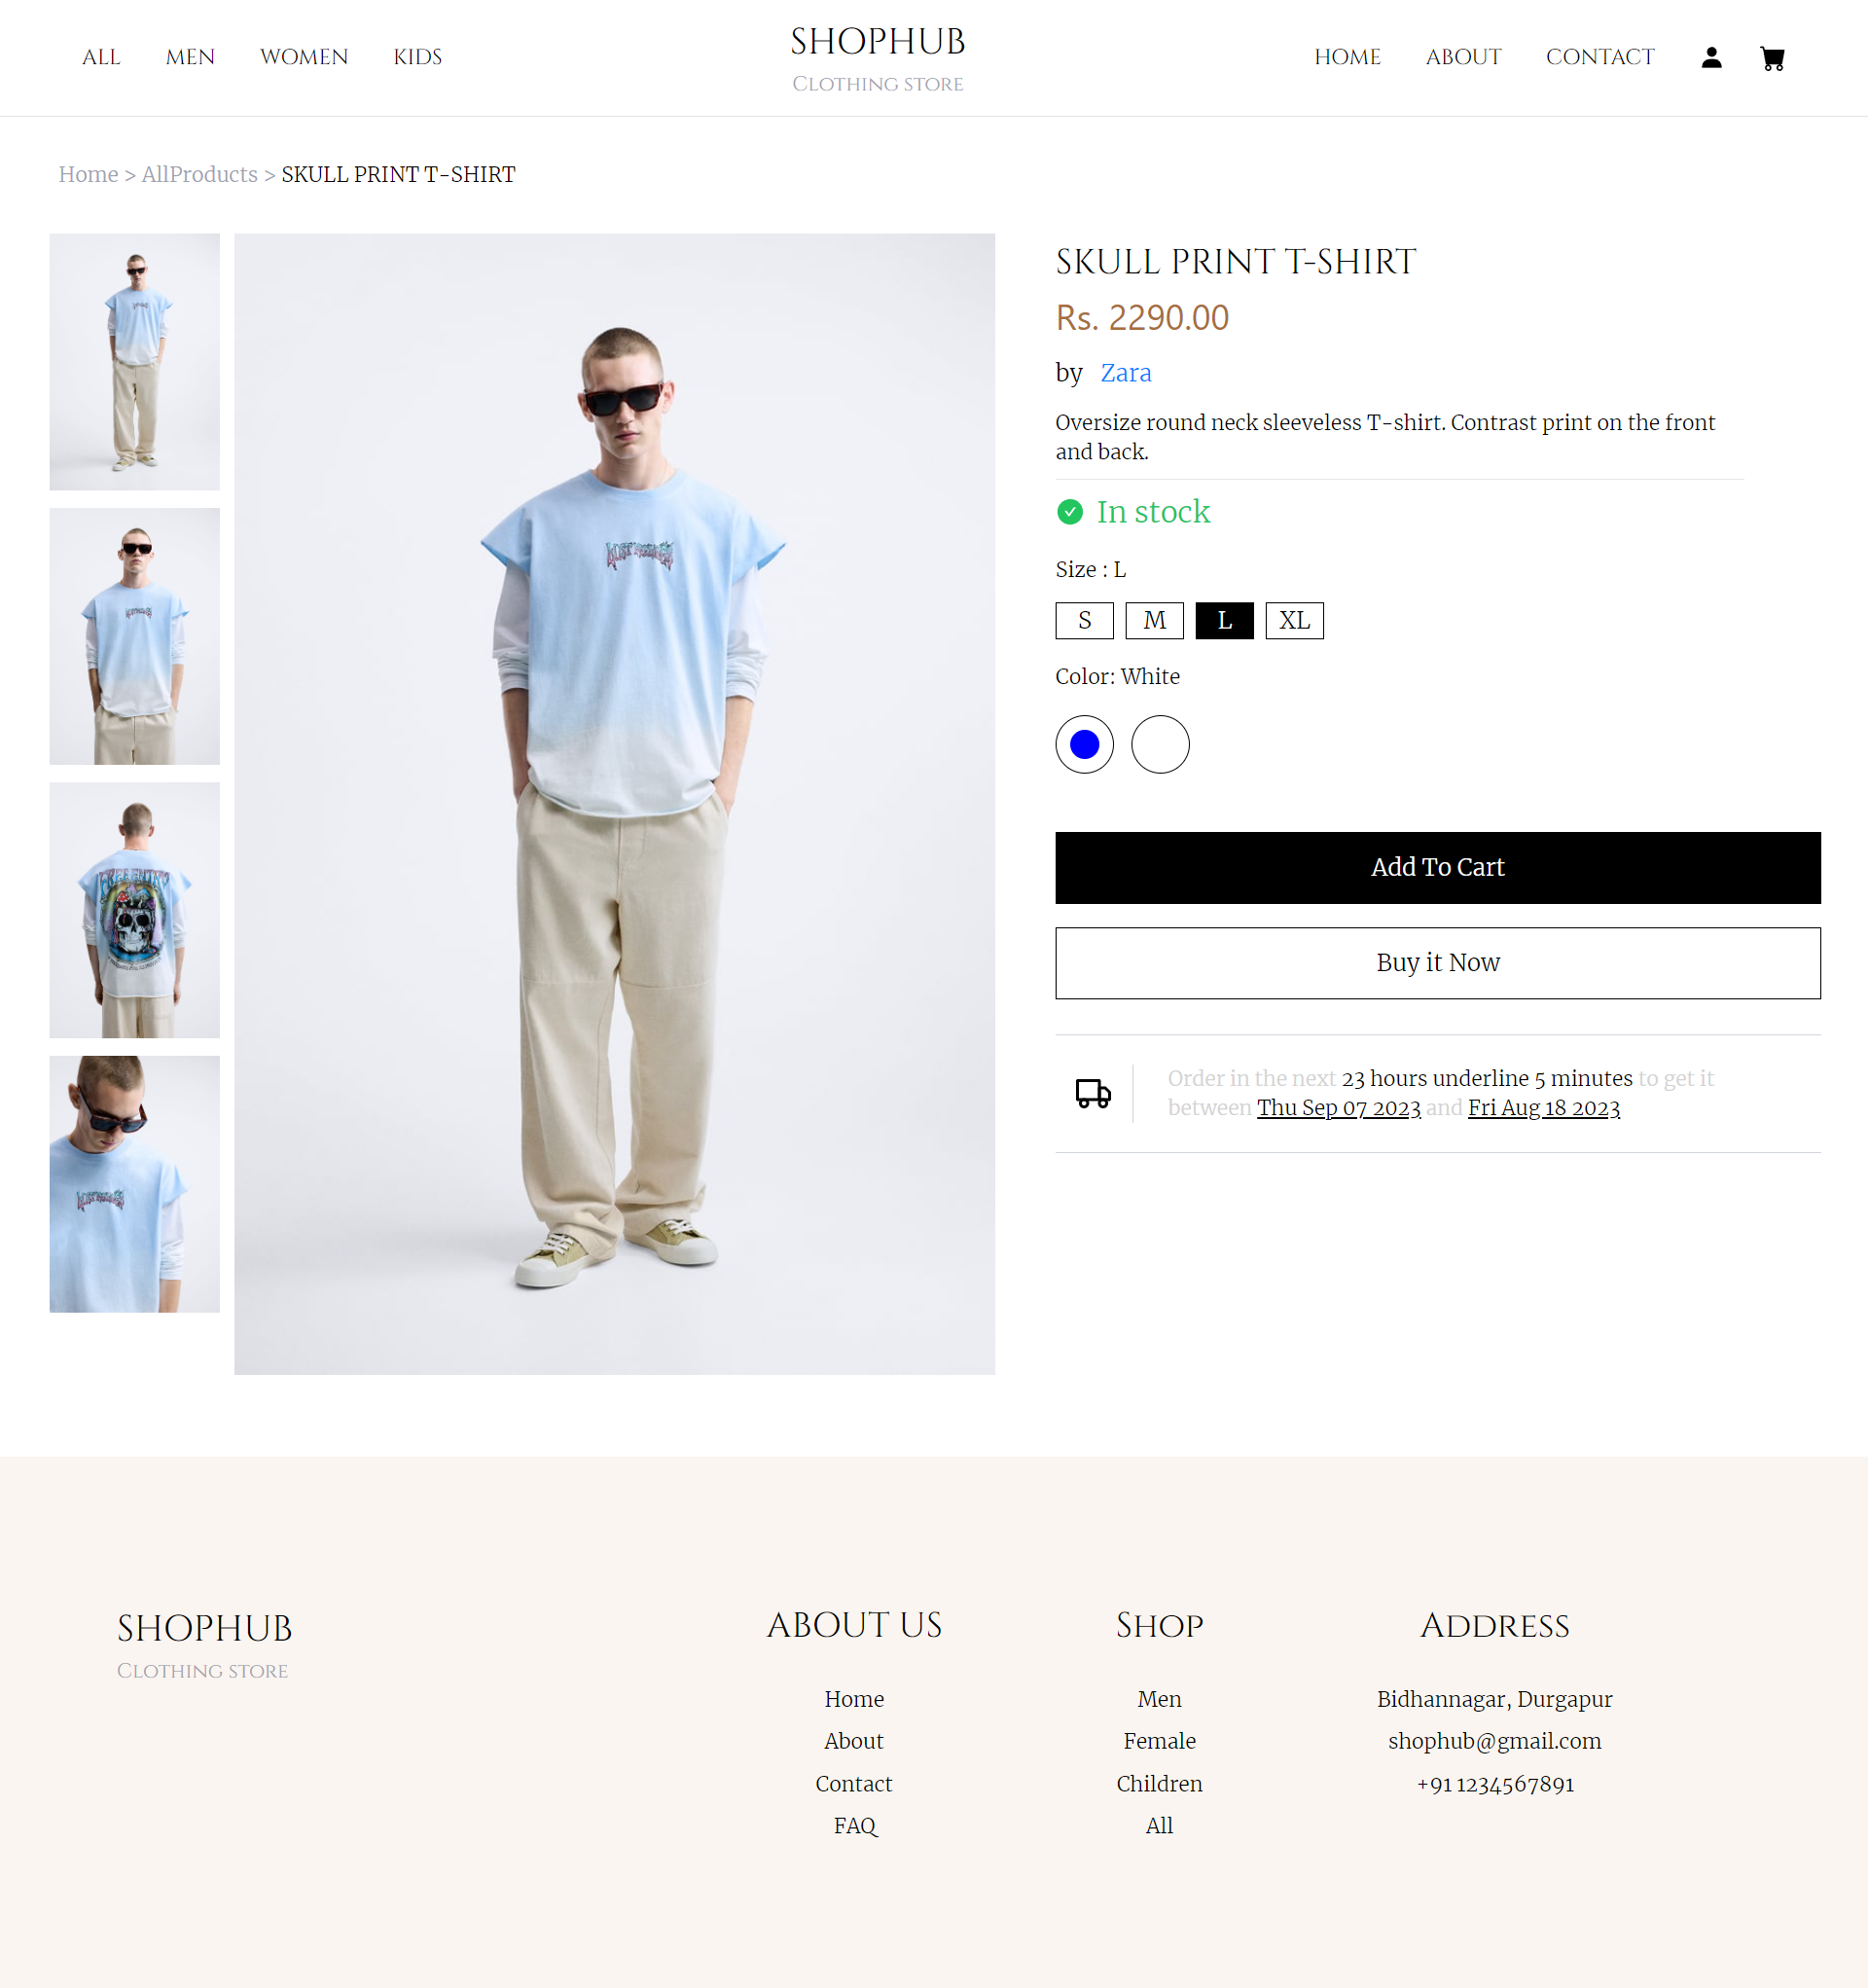 ALL MEN WOMEN KIDS
SHOPHUB
Clothing store
HOME ABOUT CONTACT
Home > AllProducts > SKULL PRINT T-SHIRT
SKULL PRINT T-SHIRT
Rs. 2290.00
by Zara
Oversize round neck sleeveless T-shirt. Contrast print on the front
and back.
In stock
Size : L
S M L XL
Color: White
Add To Cart
Buy it Now
Order in the next 23 hours underline 5 minutes to get it
between Thu Sep 07 2023 and Fri Aug 18 2023
SHOPHUB
Clothing store
ABOUT US
Home
About
Contact
FAQ
Shop
Men
Female
Children
All
Address
Bidhannagar, Durgapur
shophub@gmail.com
+91 1234567891